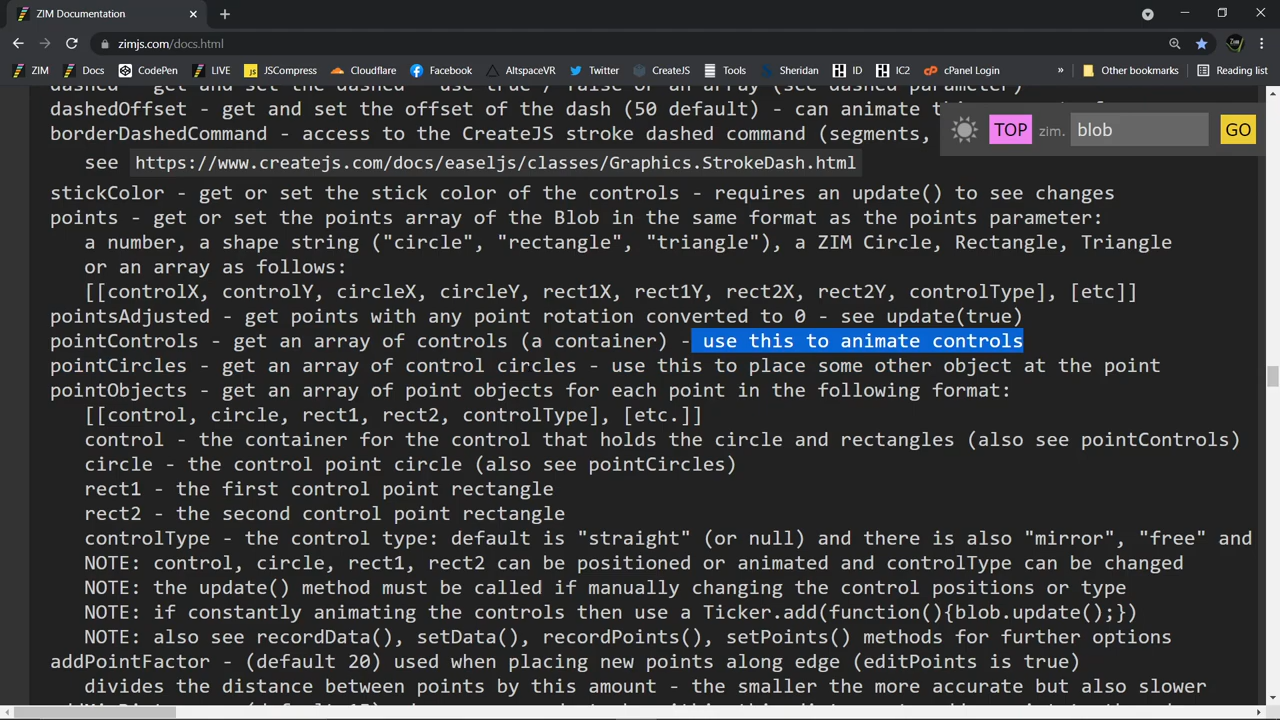 ZIM Documentation
zimjs.com/docs.html
ZIM Docs CodePen LIVE JSCompress Cloudflare Facebook AltspaceVR Twitter CreateJS Tools Sheridan ID IC2 cPanel Login » Other bookmarks Reading list
dashedOffset - get and set the offset of the dash (50 default) - can animate
TOP zim. blob GO
borderDashedCommand - access to the CreateJS stroke dashed command (segments,
see https://www.createjs.com/docs/easeljs/classes/Graphics.StrokeDash.html
stickColor - get or set the stick color of the controls - requires an update() to see changes
points - get or set the points array of the Blob in the same format as the points parameter:
a number, a shape string ("circle", "rectangle", "triangle"), a ZIM Circle, Rectangle, Triangle
or an array as follows:
[[controlX, controlY, circleX, circleY, rect1X, rect1Y, rect2X, rect2Y, controlType], [etc]]
pointsAdjusted - get points with any point rotation converted to 0 - see update(true)
pointControls - get an array of controls (a container) - use this to animate controls
pointCircles - get an array of control circles - use this to place some other object at the point
pointObjects - get an array of point objects for each point in the following format:
[[control, circle, rect1, rect2, controlType], [etc.]]
control - the container for the control that holds the circle and rectangles (also see pointControls)
circle - the control point circle (also see pointCircles)
rect1 - the first control point rectangle
rect2 - the second control point rectangle
controlType - the control type: default is "straight" (or null) and there is also "mirror", "free" and
NOTE: control, circle, rect1, rect2 can be positioned or animated and controlType can be changed
NOTE: the update() method must be called if manually changing the control positions or type
NOTE: if constantly animating the controls then use a Ticker.add(function(){blob.update();})
NOTE: also see recordData(), setData(), recordPoints(), setPoints() methods for further options
addPointFactor - (default 20) used when placing new points along edge (editPoints is true)
divides the distance between points by this amount - the smaller the more accurate but also slower